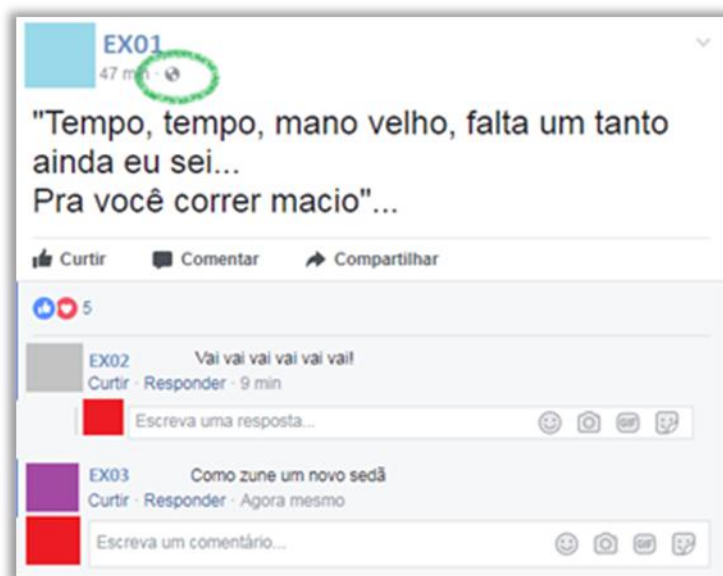 EX01
47 min ·
"Tempo, tempo, mano velho, falta um tanto
ainda eu sei...
Pra você correr macio"...
Curtir Comentar Compartilhar
5
EX02 Vai vai vai vai vai vai!
Curtir · Responder · 9 min
Escreva uma resposta...
GIF
EX03 Como zune um novo sedã
Curtir · Responder · Agora mesmo
Escreva um comentário...
GIF